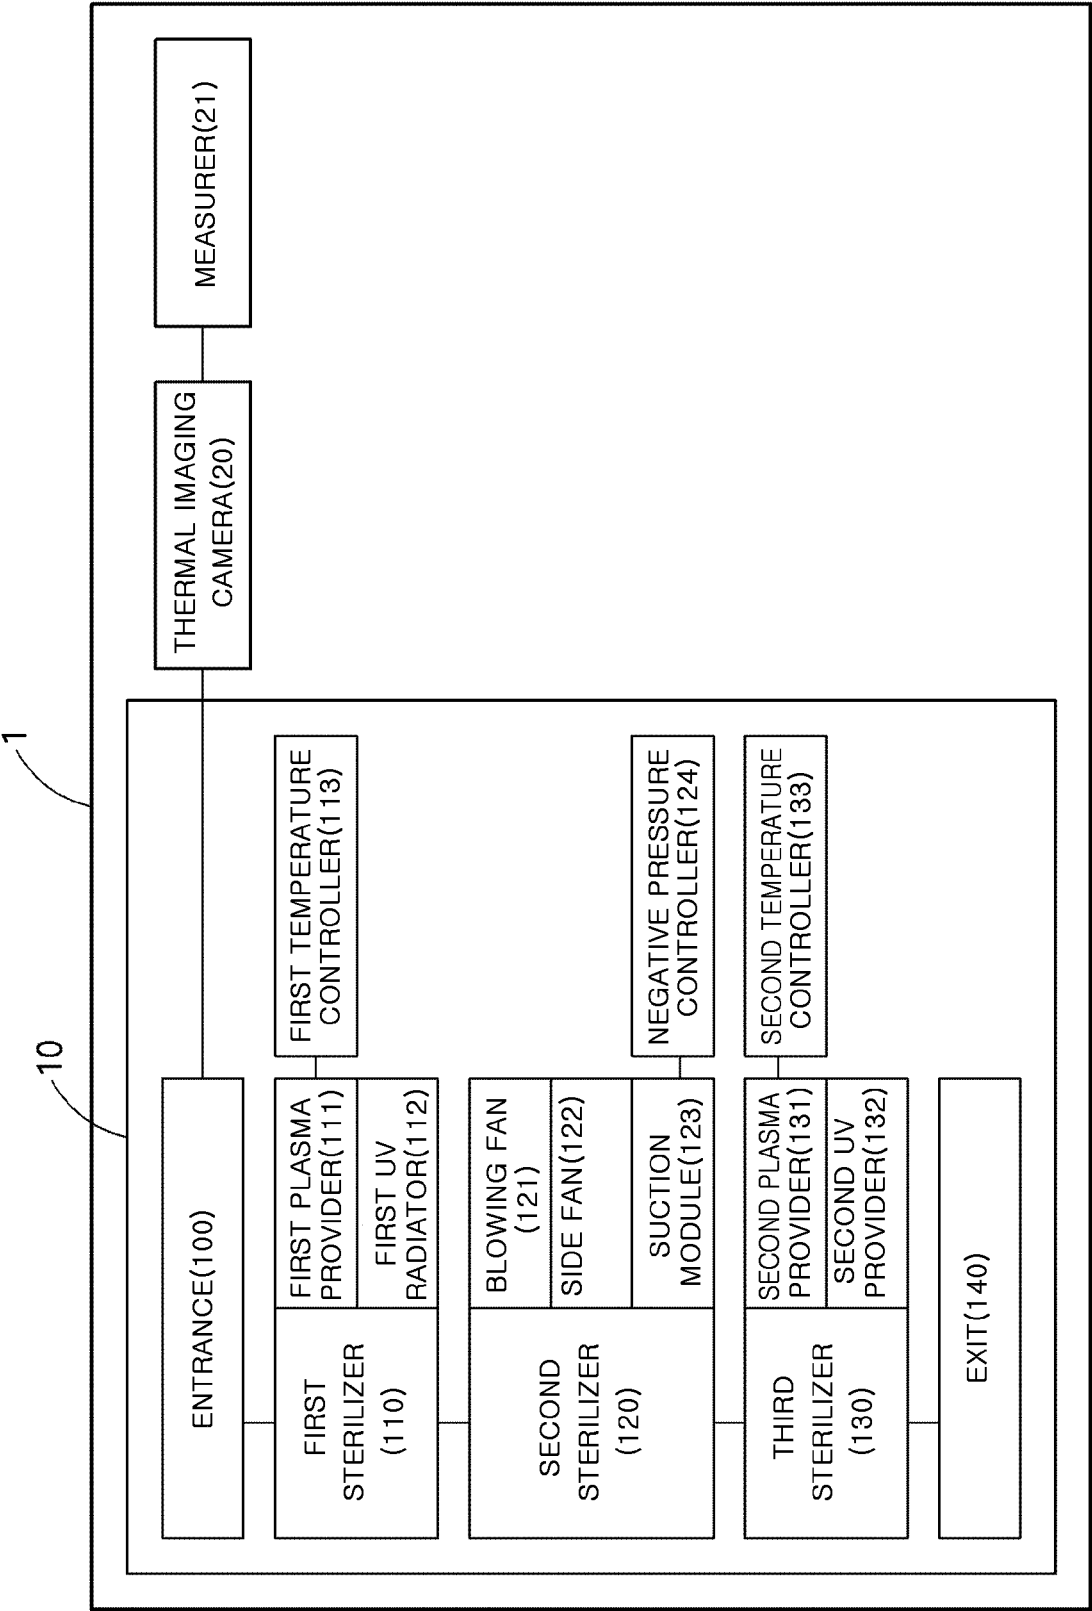 1
10
ENTRANCE(100)
THERMAL IMAGING
CAMERA(20)
MEASURER(21)
FIRST
STERILIZER
(110)
FIRST PLASMA
PROVIDER(111)
FIRST UV
RADIATOR(112)
FIRST TEMPERATURE
CONTROLLER(113)
SECOND
STERILIZER
(120)
BLOWING FAN
(121)
SIDE FAN(122)
SUCTION
MODULE(123)
NEGATIVE PRESSURE
CONTROLLER(124)
THIRD
STERILIZER
(130)
SECOND PLASMA
PROVIDER(131)
SECOND UV
PROVIDER(132)
SECOND TEMPERATURE
CONTROLLER(133)
EXIT(140)